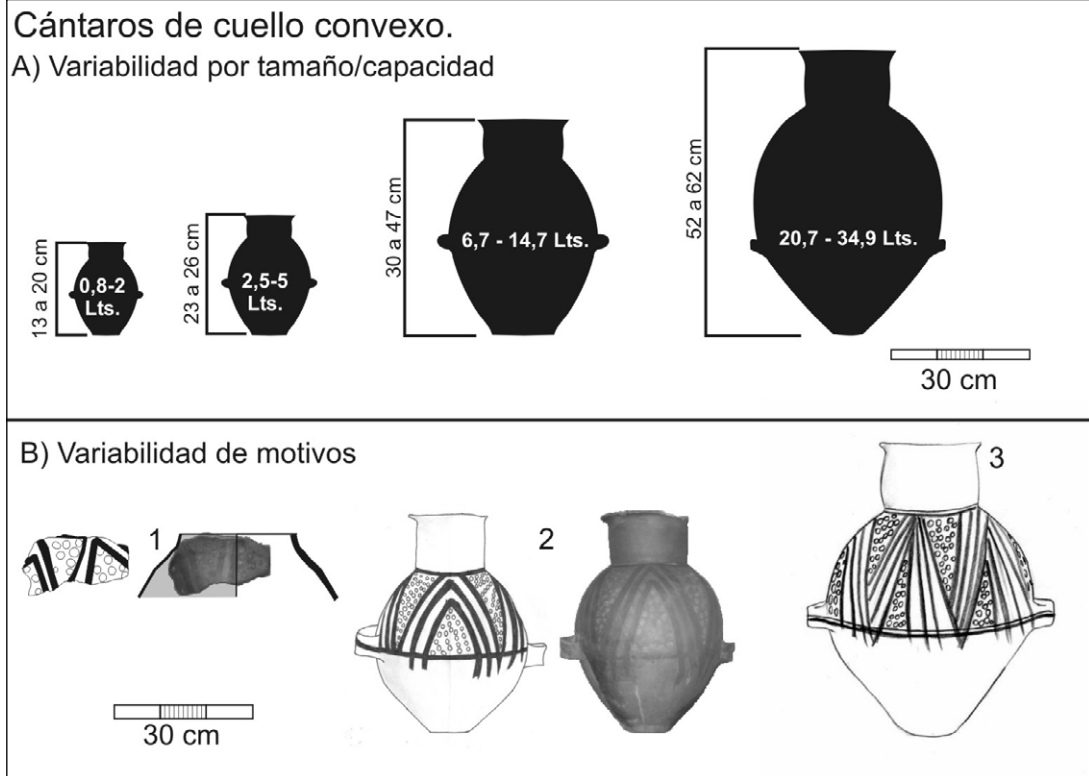 Cántaros de cuello convexo.
A) Variabilidad por tamaño/capacidad
13 a 20 cm
0,8-2
Lts.
23 a 26 cm
2,5-5
Lts.
30 a 47 cm
6,7 - 14,7 Lts.
52 a 62 cm
20,7 - 34,9 Lts.
30 cm
B) Variabilidad de motivos
1
2
3
30 cm